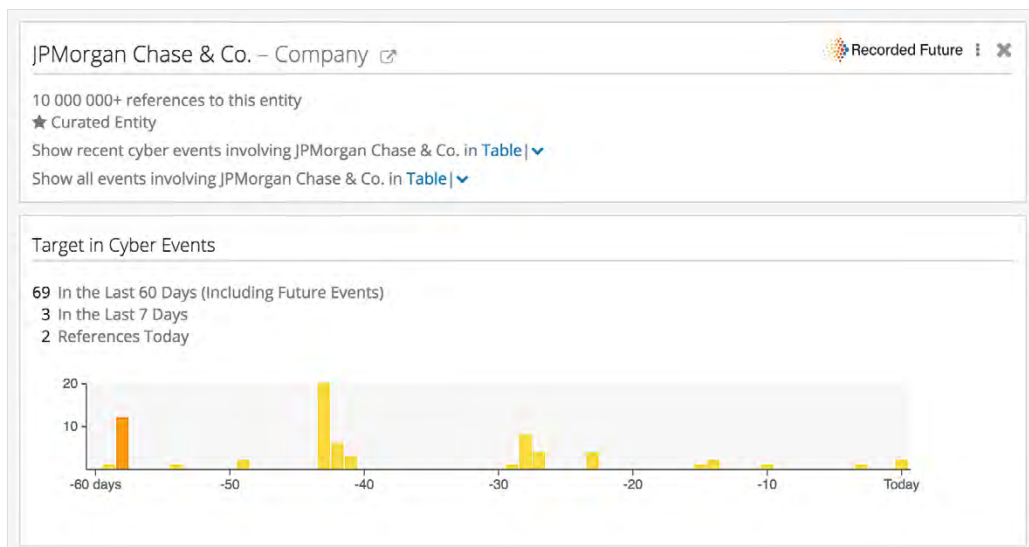 JPMorgan Chase & Co. – Company
Recorded Future
10 000 000+ references to this entity
Curated Entity
Show recent cyber events involving JPMorgan Chase & Co. in Table|
Show all events involving JPMorgan Chase & Co. in Table|
Target in Cyber Events
69 In the Last 60 Days (Including Future Events)
3 In the Last 7 Days
2 References Today
20
10
-60 days -50 -40 -30 -20 -10 Today